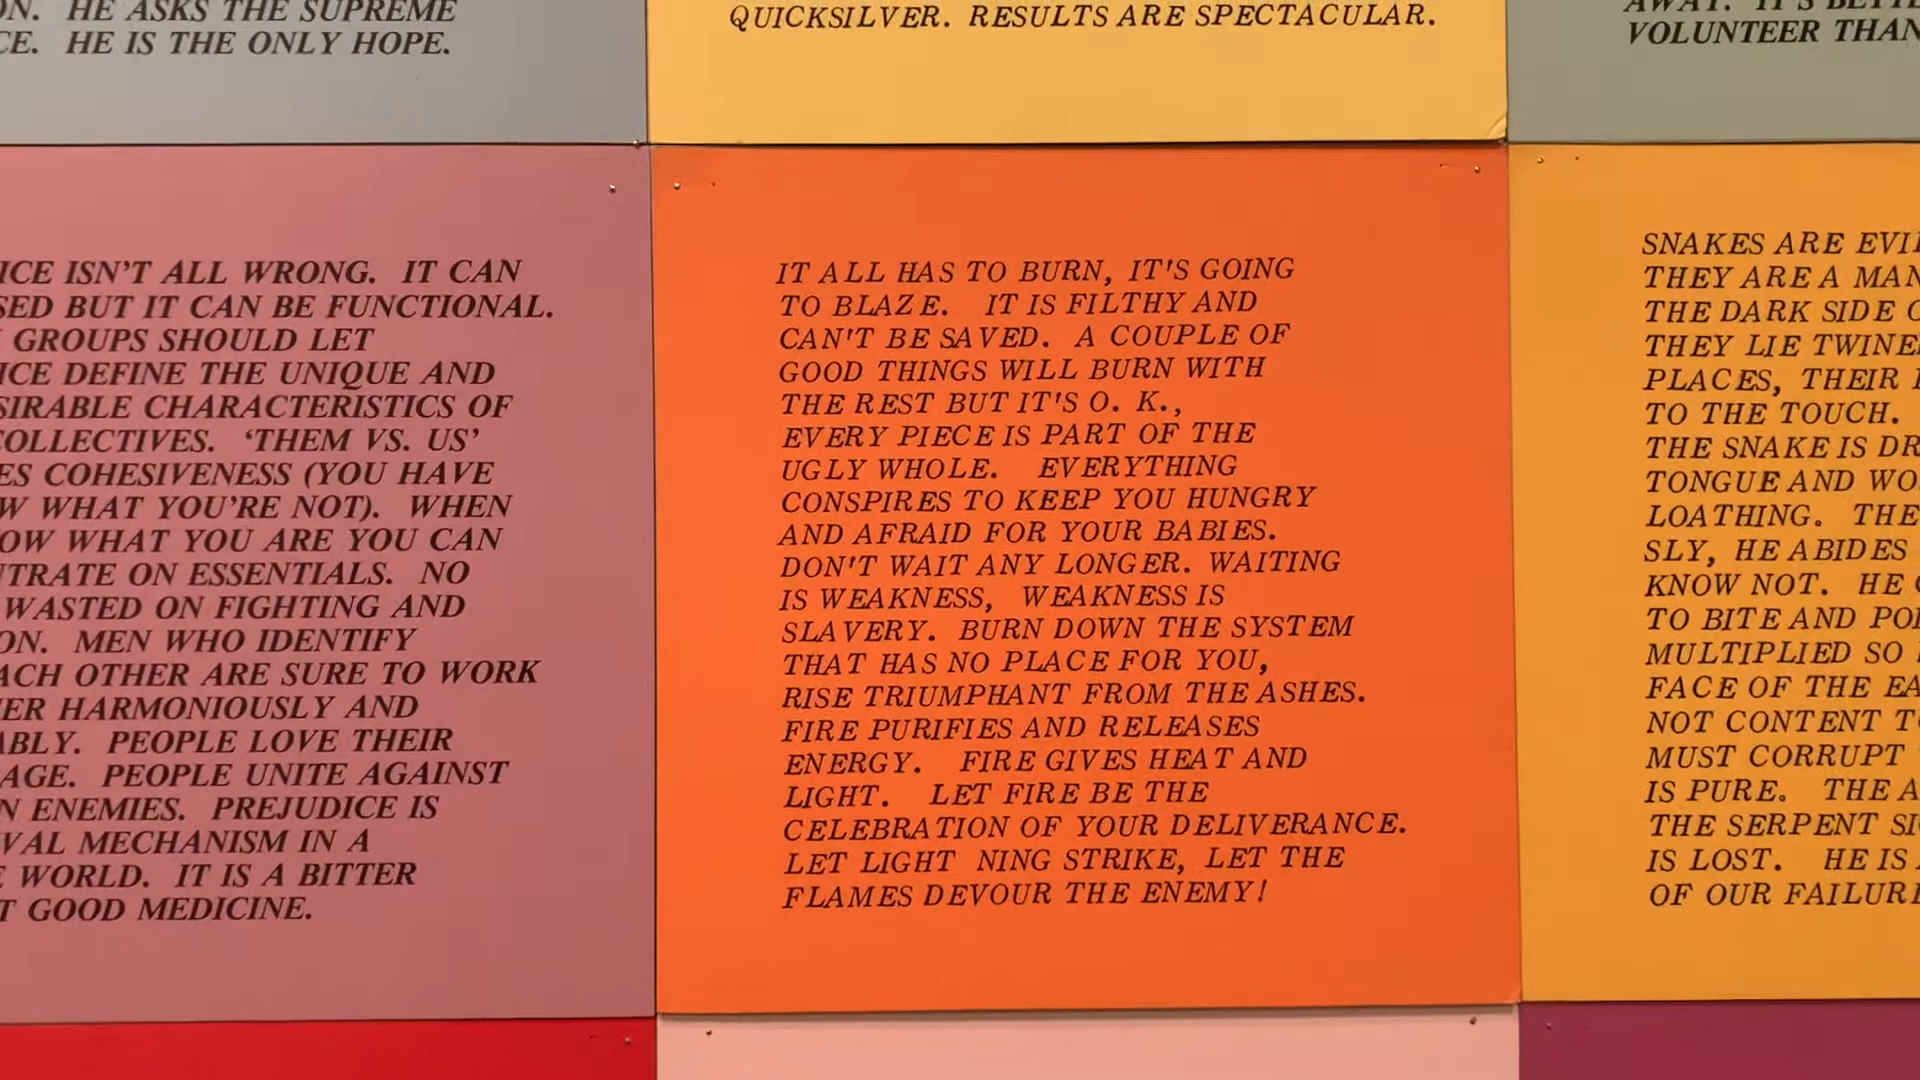 ON. HE ASKS THE SUPREME
CE. HE IS THE ONLY HOPE.
QUICKSILVER. RESULTS ARE SPECTACULAR.
AWAY. IT'S BETT
VOLUNTEER THAN
ICE ISN'T ALL WRONG. IT CAN
SED BUT IT CAN BE FUNCTIONAL.
GROUPS SHOULD LET
ICE DEFINE THE UNIQUE AND
SIRABLE CHARACTERISTICS OF
COLLECTIVES. 'THEM VS. US'
ES COHESIVENESS (YOU HAVE
W WHAT YOU'RE NOT). WHEN
OW WHAT YOU ARE YOU CAN
TRATE ON ESSENTIALS. NO
WASTED ON FIGHTING AND
ON. MEN WHO IDENTIFY
ACH OTHER ARE SURE TO WORK
ER HARMONIOUSLY AND
ABLY. PEOPLE LOVE THEIR
AGE. PEOPLE UNITE AGAINST
N ENEMIES. PREJUDICE IS
VAL MECHANISM IN A
E WORLD. IT IS A BITTER
T GOOD MEDICINE.
IT ALL HAS TO BURN, IT'S GOING
TO BLAZE. IT IS FILTHY AND
CAN'T BE SAVED. A COUPLE OF
GOOD THINGS WILL BURN WITH
THE REST BUT IT'S O. K.,
EVERY PIECE IS PART OF THE
UGLY WHOLE. EVERYTHING
CONSPIRES TO KEEP YOU HUNGRY
AND AFRAID FOR YOUR BABIES.
DON'T WAIT ANY LONGER. WAITING
IS WEAKNESS, WEAKNESS IS
SLAVERY. BURN DOWN THE SYSTEM
THAT HAS NO PLACE FOR YOU,
RISE TRIUMPHANT FROM THE ASHES.
FIRE PURIFIES AND RELEASES
ENERGY. FIRE GIVES HEAT AND
LIGHT. LET FIRE BE THE
CELEBRATION OF YOUR DELIVERANCE.
LET LIGHT NING STRIKE, LET THE
FLAMES DEVOUR THE ENEMY!
SNAKES ARE EVI
THEY ARE A MAN
THE DARK SIDE O
THEY LIE TWINE
PLACES, THEIR
TO THE TOUCH.
THE SNAKE IS DR
TONGUE AND WO
LOATHING. THE
SLY, HE ABIDES
KNOW NOT. HE
TO BITE AND POI
MULTIPLIED SO
FACE OF THE EA
NOT CONTENT T
MUST CORRUPT
IS PURE. THE A
THE SERPENT SI
IS LOST. HE IS
OF OUR FAILURE